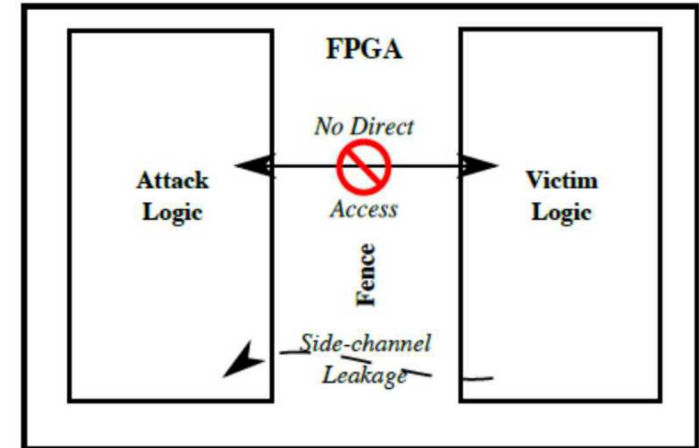 FPGA
No Direct
Access
Attack
Logic
Victim
Logic
Fence
Side-channel
Leakage